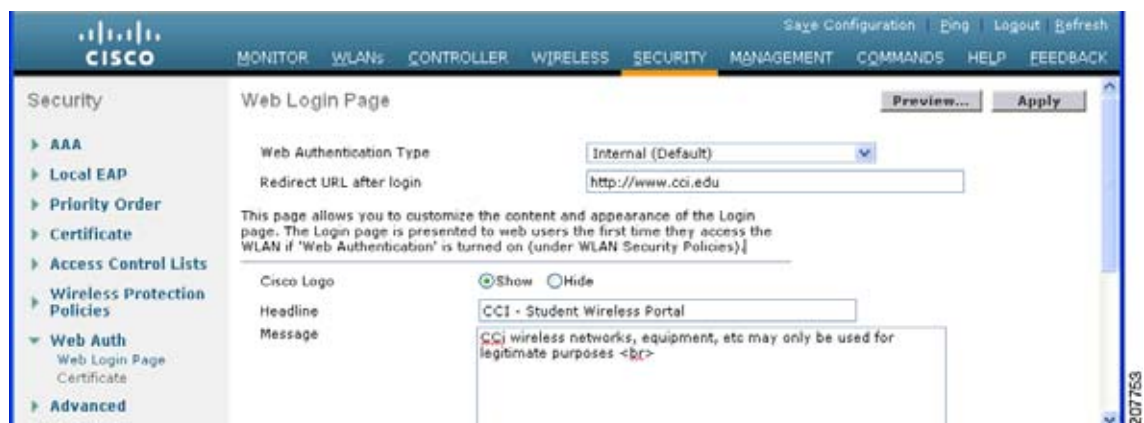 Save Configuration | Ping | Logout | Refresh
CISCO
MONITOR WLANs CONTROLLER WIRELESS SECURITY MANAGEMENT COMMANDS HELP FEEDBACK
Security
AAA
Local EAP
Priority Order
Certificate
Access Control Lists
Wireless Protection
Policies
Web Auth
Web Login Page
Certificate
Advanced
Web Login Page
Preview...
Apply
Web Authentication Type
Internal (Default)
Redirect URL after login
http://www.cci.edu
This page allows you to customize the content and appearance of the Login
page. The Login page is presented to web users the first time they access the
WLAN if 'Web Authentication' is turned on (under WLAN Security Policies).
Cisco Logo
Show Hide
Headline
CCI - Student Wireless Portal
Message
CCi wireless networks, equipment, etc may only be used for
legitimate purposes <br>
207763